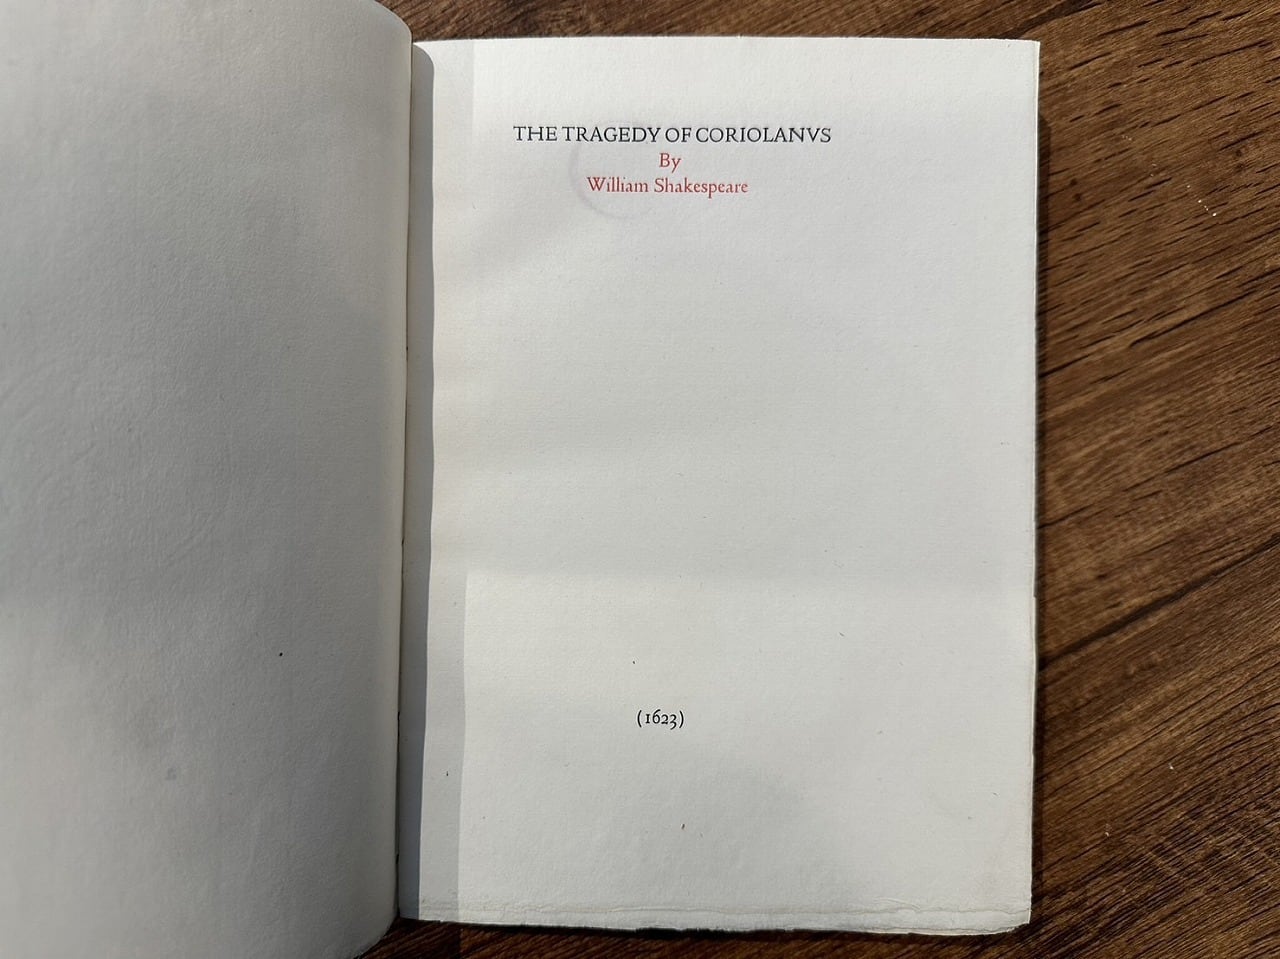 THE TRAGEDY OF CORIOLANVS
By
William Shakespeare
(1623)